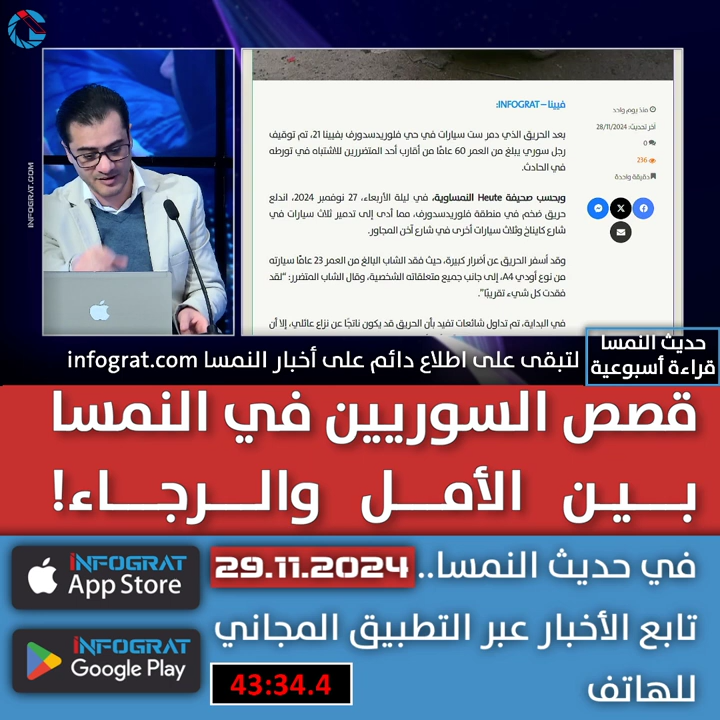 فيينا – INFOGRAT:
بعد الحريق الذي دمر ست سيارات في حي فلوريدسدورف بفيينا 21، تم توقيف
رجل سوري يبلغ من العمر 60 عامًا من أقارب أحد المتضررين للاشتباه في تورطه
في الحادث.
وبحسب صحيفة Heute النمساوية، في ليلة الأربعاء، 27 نوفمبر 2024، اندلع
حريق ضخم في منطقة فلوريدسدورف، مما أدى إلى تدمير ثلاث سيارات في
شارع كايناخ وثلاث سيارات أخرى في شارع آخن المجاور.
وقد أسفر الحريق عن أضرار كبيرة، حيث فقد الشاب البالغ من العمر 23 عامًا سيارته
من نوع أودي A4، إلى جانب جميع متعلقاته الشخصية، وقال الشاب المتضرر: "لقد
فقدت كل شيء تقريبًا".
في البداية، تم تداول شائعات تفيد بأن الحريق قد يكون ناتجًا عن نزاع عائلي، إلا أن
منذ يوم واحد
آخر تحديث: 28/11/2024
0
236
دقيقة واحدة
INFOGRAT.COM
حديث النمسا
قراءة أسبوعية
لتبقى على اطلاع دائم على أخبار النمسا infograt.com
قصص السوريين في النمسا
بـين الأمـل والـرجـاء!
في حديث النمسا.. 29.11.2024
تابع الأخبار عبر التطبيق المجاني
للهاتف
INFOGRAT
App Store
INFOGRAT
Google Play
43:34.4